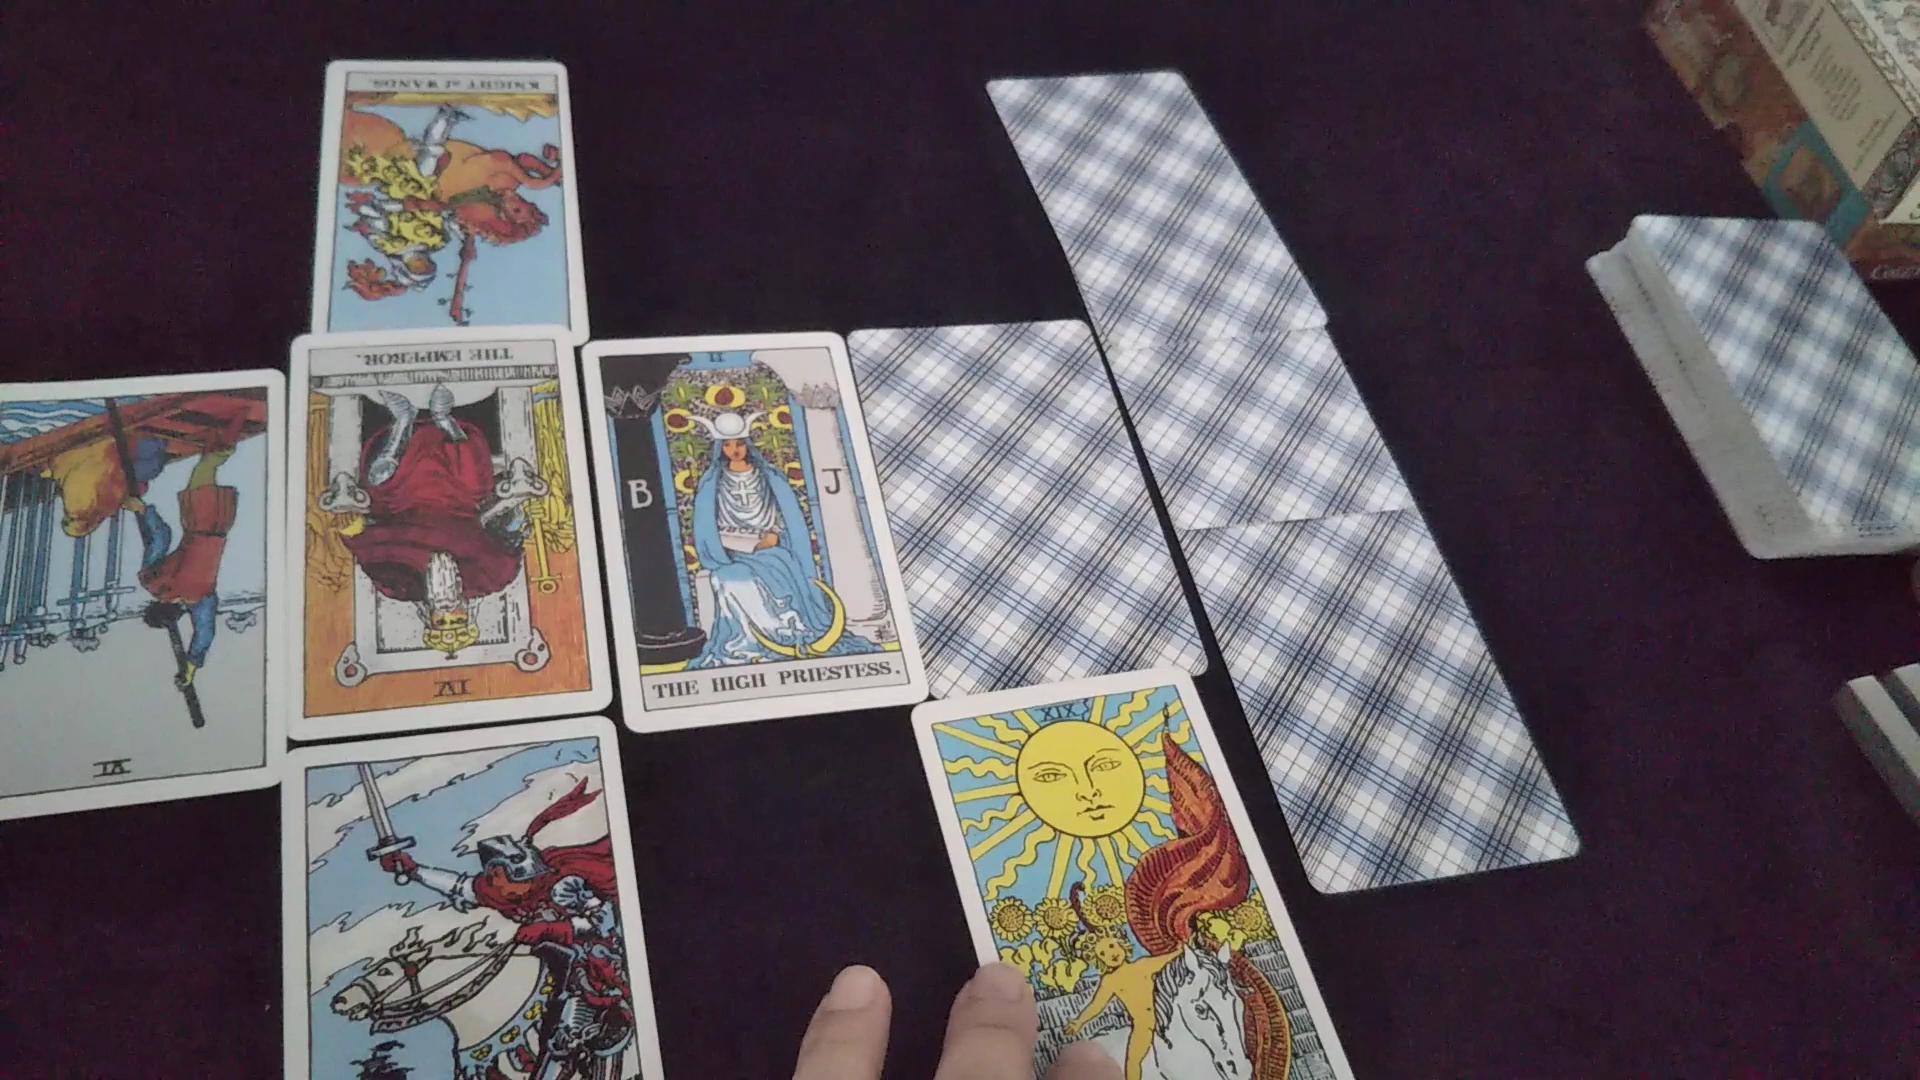 KNIGHT of WANDS.
THE EMPEROR.
IV
II
B
J
THE HIGH PRIESTESS.
VI
XIX